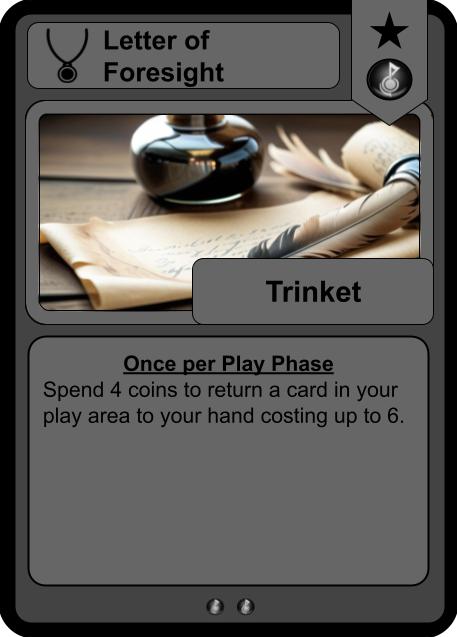 Letter of
Foresight
Trinket
Once per Play Phase
Spend 4 coins to return a card in your
play area to your hand costing up to 6.